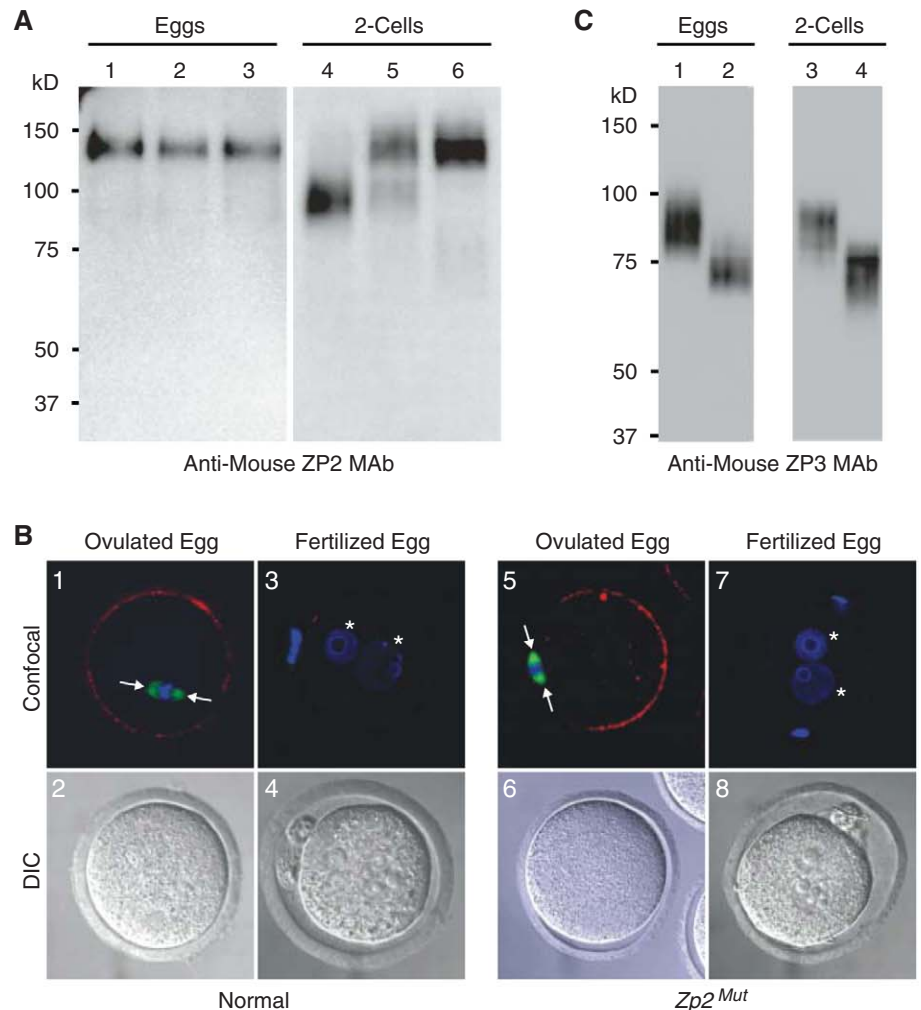 A
Eggs
2-Cells
kD
1 2 3 4 5 6
150
100
75
50
37
Anti-Mouse ZP2 MAb
C
Eggs
2-Cells
kD
1 2 3 4
150
100
75
50
37
Anti-Mouse ZP3 MAb
B
Ovulated Egg
Fertilized Egg
Ovulated Egg
Fertilized Egg
Confocal
1
*
*
3
5
*
*
7
DIC
2
4
6
8
Normal
Zp2 Mut